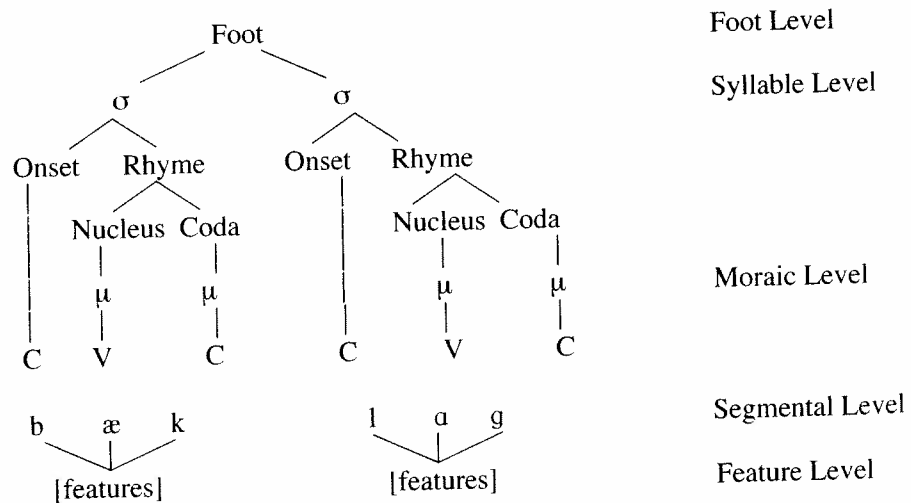 Foot Foot Level
σ σ Syllable Level
Onset Rhyme Onset Rhyme
Nucleus Coda Nucleus Coda
μ μ μ μ Moraic Level
C V C C V C
b æ k l ɑ g Segmental Level
[features] [features] Feature Level